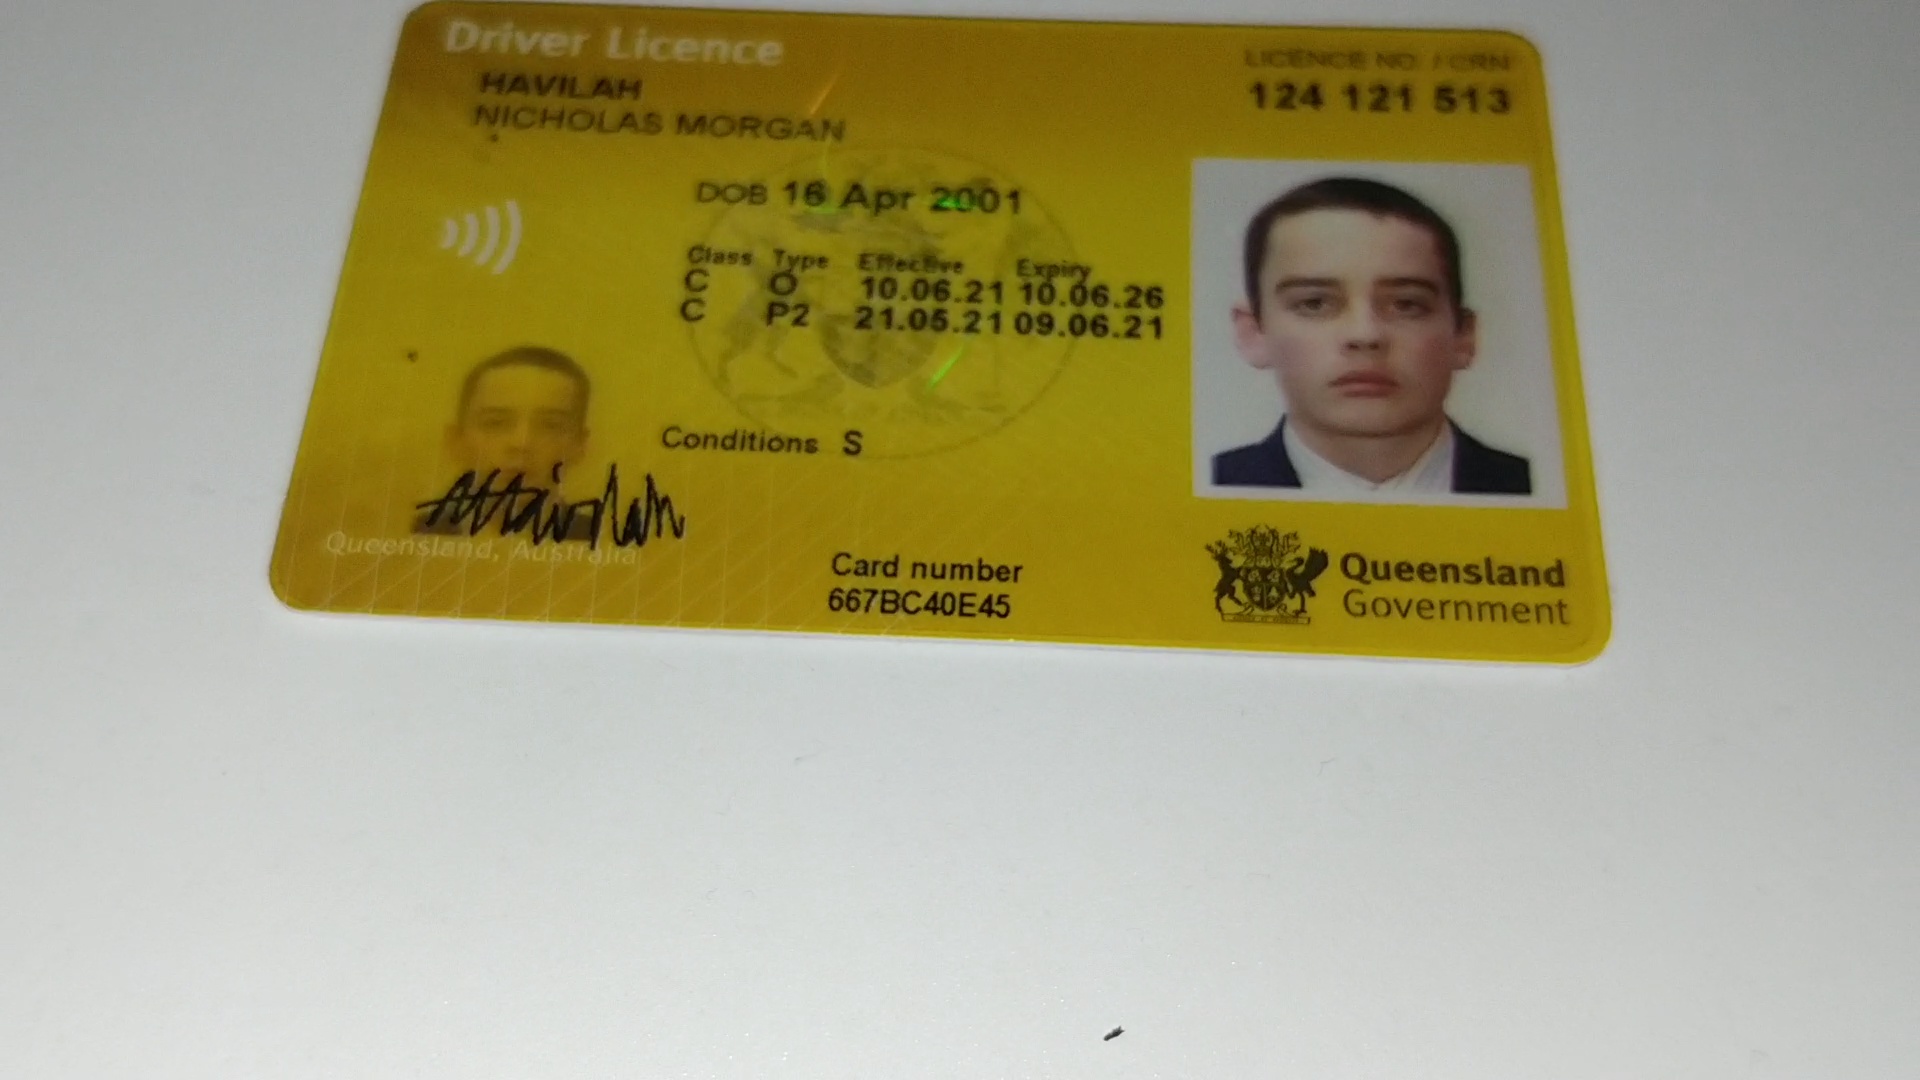 Driver Licence
HAVILAH
NICHOLAS MORGAN
LICENCE NO. / CRN
124 121 513
DOB 16 Apr 2001
Class Type Effective Expiry
C O 10.06.21 10.06.26
C P2 21.05.21 09.06.21
Conditions S
Queensland, Australia
Card number
667BC40E45
Queensland
Government